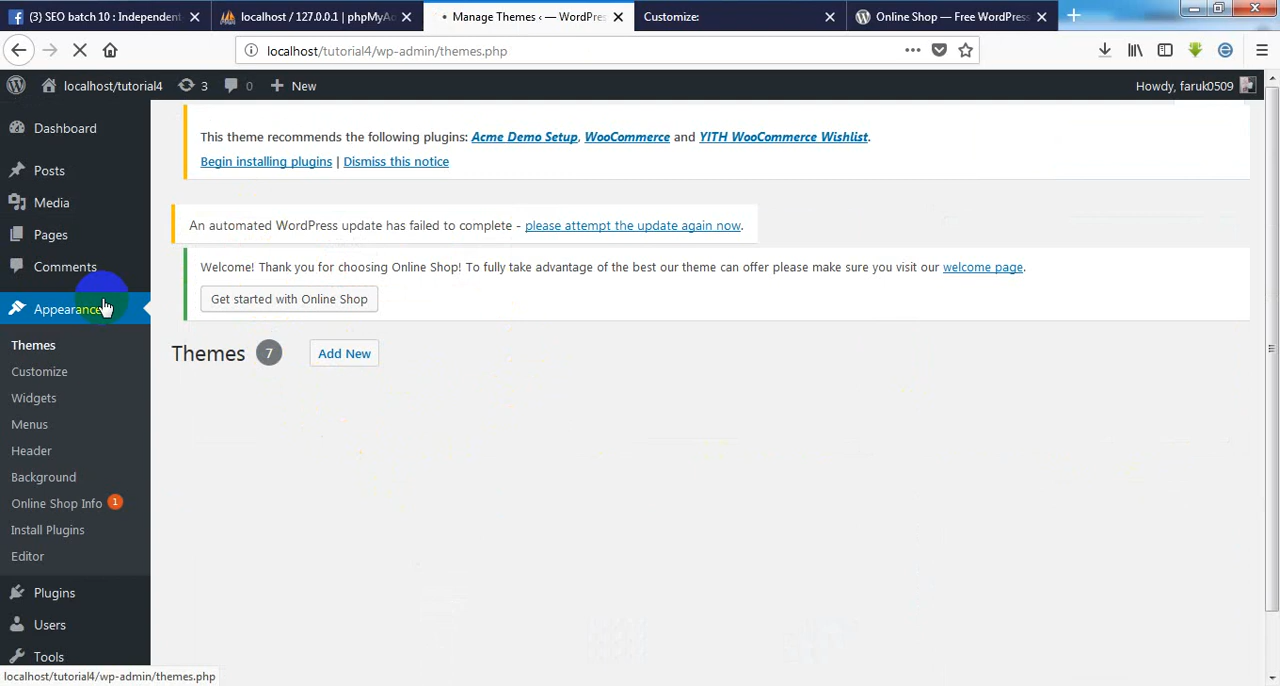 (3) SEO batch 10 : Independent
localhost / 127.0.0.1 | phpMyAd
Manage Themes ‹ — WordPres
Customize:
Online Shop — Free WordPress
localhost/tutorial4/wp-admin/themes.php
localhost/tutorial4
3
0
New
Howdy, faruk0509
Dashboard
Posts
Media
Pages
Comments
Appearance
Themes
Customize
Widgets
Menus
Header
Background
Online Shop Info 1
Install Plugins
Editor
Plugins
Users
Tools
This theme recommends the following plugins: Acme Demo Setup, WooCommerce and YITH WooCommerce Wishlist.
Begin installing plugins | Dismiss this notice
An automated WordPress update has failed to complete - please attempt the update again now.
Welcome! Thank you for choosing Online Shop! To fully take advantage of the best our theme can offer please make sure you visit our welcome page.
Get started with Online Shop
Themes 7 Add New
localhost/tutorial4/wp-admin/themes.php